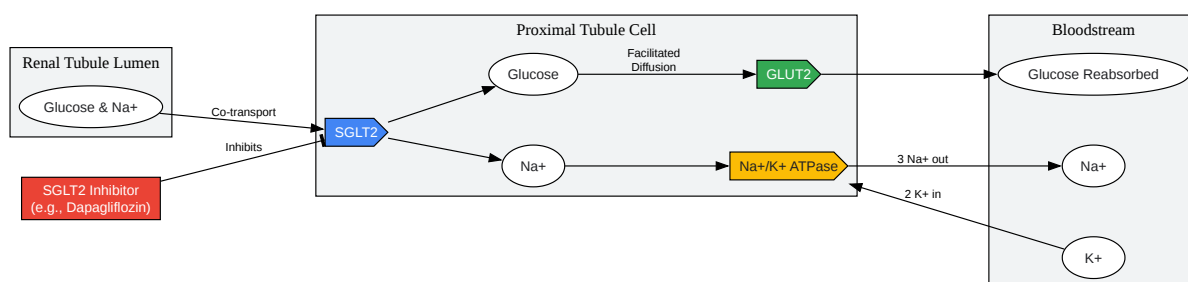 Renal Tubule Lumen
Glucose & Na+
Co-transport
Inhibits
SGLT2 Inhibitor
(e.g., Dapagliflozin)
Proximal Tubule Cell
SGLT2
Glucose
Facilitated
Diffusion
GLUT2
Na+
Na+/K+ ATPase
3 Na+ out
2 K+ in
Bloodstream
Glucose Reabsorbed
Na+
K+